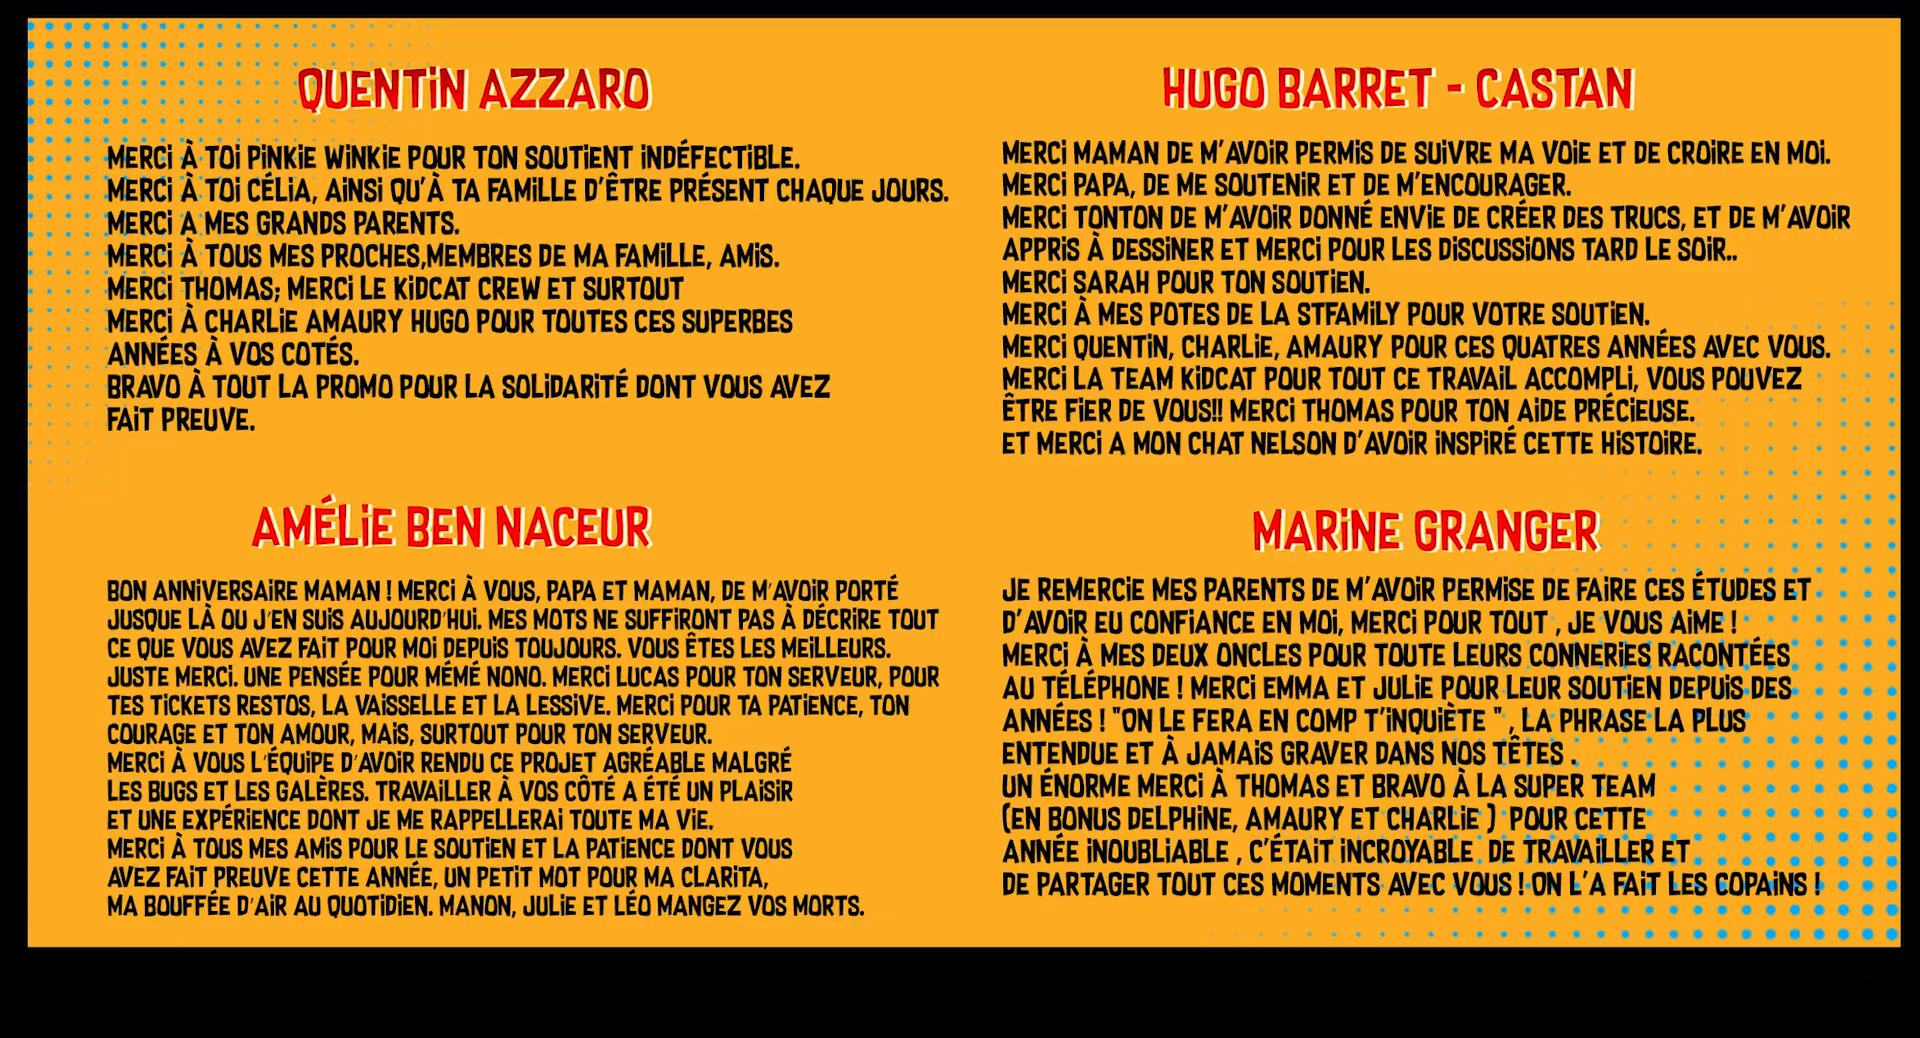 QUENTIN AZZARO
MERCI À TOI PINKIE WINKIE POUR TON SOUTIENT INDÉFECTIBLE.
MERCI À TOI CÉLIA, AINSI QU'À TA FAMILLE D'ÊTRE PRÉSENT CHAQUE JOURS.
MERCI A MES GRANDS PARENTS.
MERCI À TOUS MES PROCHES,MEMBRES DE MA FAMILLE, AMIS.
MERCI THOMAS; MERCI LE KIDCAT CREW ET SURTOUT
MERCI À CHARLIE AMAURY HUGO POUR TOUTES CES SUPERBES
ANNÉES À VOS COTÉS.
BRAVO À TOUT LA PROMO POUR LA SOLIDARITÉ DONT VOUS AVEZ
FAIT PREUVE.
HUGO BARRET - CASTAN
MERCI MAMAN DE M'AVOIR PERMIS DE SUIVRE MA VOIE ET DE CROIRE EN MOI.
MERCI PAPA, DE ME SOUTENIR ET DE M'ENCOURAGER.
MERCI TONTON DE M'AVOIR DONNÉ ENVIE DE CRÉER DES TRUCS, ET DE M'AVOIR
APPRIS À DESSINER ET MERCI POUR LES DISCUSSIONS TARD LE SOIR..
MERCI SARAH POUR TON SOUTIEN.
MERCI À MES POTES DE LA STFAMILY POUR VOTRE SOUTIEN.
MERCI QUENTIN, CHARLIE, AMAURY POUR CES QUATRES ANNÉES AVEC VOUS.
MERCI LA TEAM KIDCAT POUR TOUT CE TRAVAIL ACCOMPLI, VOUS POUVEZ
ÊTRE FIER DE VOUS!! MERCI THOMAS POUR TON AIDE PRÉCIEUSE.
ET MERCI A MON CHAT NELSON D'AVOIR INSPIRÉ CETTE HISTOIRE.
AMÉLIE BEN NACEUR
BON ANNIVERSAIRE MAMAN ! MERCI À VOUS, PAPA ET MAMAN, DE M'AVOIR PORTÉ
JUSQUE LÀ OU J'EN SUIS AUJOURD'HUI. MES MOTS NE SUFFIRONT PAS À DÉCRIRE TOUT
CE QUE VOUS AVEZ FAIT POUR MOI DEPUIS TOUJOURS. VOUS ÊTES LES MEILLEURS.
JUSTE MERCI. UNE PENSÉE POUR MÉMÉ NONO. MERCI LUCAS POUR TON SERVEUR, POUR
TES TICKETS RESTOS, LA VAISSELLE ET LA LESSIVE. MERCI POUR TA PATIENCE, TON
COURAGE ET TON AMOUR, MAIS, SURTOUT POUR TON SERVEUR.
MERCI À VOUS L'ÉQUIPE D'AVOIR RENDU CE PROJET AGRÉABLE MALGRÉ
LES BUGS ET LES GALÈRES. TRAVAILLER À VOS CÔTÉ A ÉTÉ UN PLAISIR
ET UNE EXPÉRIENCE DONT JE ME RAPPELLERAI TOUTE MA VIE.
MERCI À TOUS MES AMIS POUR LE SOUTIEN ET LA PATIENCE DONT VOUS
AVEZ FAIT PREUVE CETTE ANNÉE, UN PETIT MOT POUR MA CLARITA,
MA BOUFFÉE D'AIR AU QUOTIDIEN. MANON, JULIE ET LÉO MANGEZ VOS MORTS.
MARINE GRANGER
JE REMERCIE MES PARENTS DE M'AVOIR PERMISE DE FAIRE CES ÉTUDES ET
D'AVOIR EU CONFIANCE EN MOI, MERCI POUR TOUT , JE VOUS AIME !
MERCI À MES DEUX ONCLES POUR TOUTE LEURS CONNERIES RACONTÉES
AU TÉLÉPHONE ! MERCI EMMA ET JULIE POUR LEUR SOUTIEN DEPUIS DES
ANNÉES ! "ON LE FERA EN COMP T'INQUIÈTE ", LA PHRASE LA PLUS
ENTENDUE ET À JAMAIS GRAVER DANS NOS TÊTES .
UN ÉNORME MERCI À THOMAS ET BRAVO À LA SUPER TEAM
(EN BONUS DELPHINE, AMAURY ET CHARLIE ) POUR CETTE
ANNÉE INOUBLIABLE , C'ÉTAIT INCROYABLE DE TRAVAILLER ET
DE PARTAGER TOUT CES MOMENTS AVEC VOUS ! ON L'A FAIT LES COPAINS !